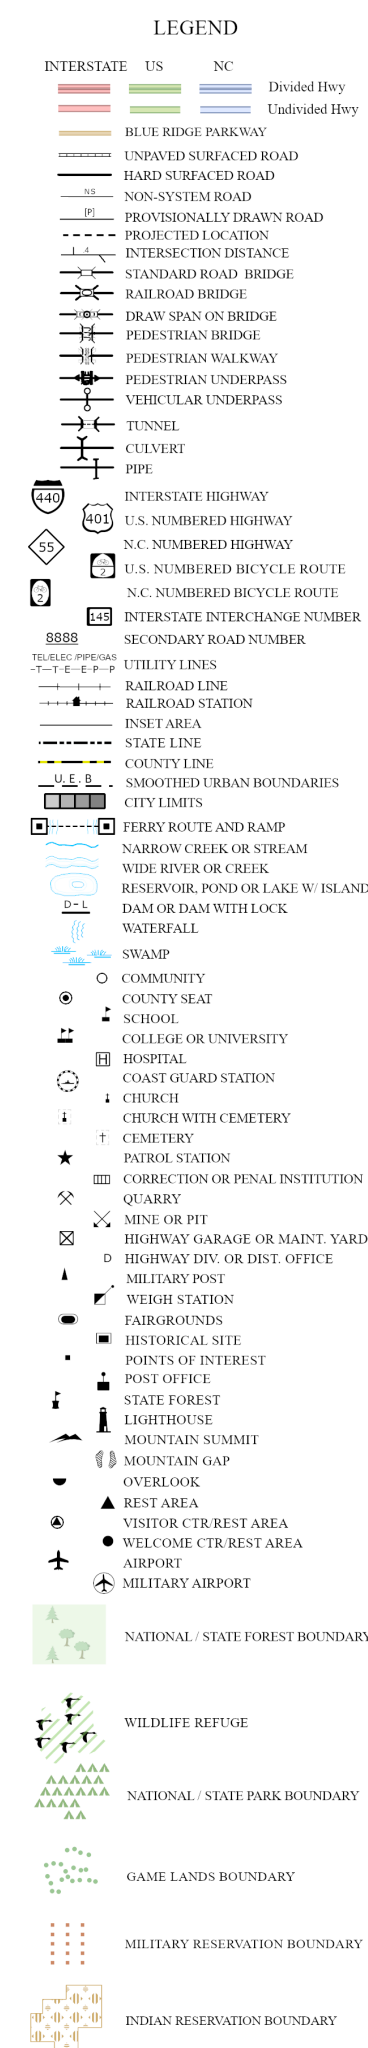 LEGEND
INTERSTATE US NC
Divided Hwy
Undivided Hwy
BLUE RIDGE PARKWAY
UNPAVED SURFACED ROAD
HARD SURFACED ROAD
NS NON-SYSTEM ROAD
[P] PROVISIONALLY DRAWN ROAD
PROJECTED LOCATION
.4 INTERSECTION DISTANCE
STANDARD ROAD BRIDGE
RAILROAD BRIDGE
DRAW SPAN ON BRIDGE
PEDESTRIAN BRIDGE
PEDESTRIAN WALKWAY
PEDESTRIAN UNDERPASS
VEHICULAR UNDERPASS
TUNNEL
CULVERT
PIPE
440 INTERSTATE HIGHWAY
401 U.S. NUMBERED HIGHWAY
55 N.C. NUMBERED HIGHWAY
2 U.S. NUMBERED BICYCLE ROUTE
2 N.C. NUMBERED BICYCLE ROUTE
145 INTERSTATE INTERCHANGE NUMBER
8888 SECONDARY ROAD NUMBER
TEL/ELEC /PIPE/GAS
–T––T–E––E–P–P UTILITY LINES
RAILROAD LINE
RAILROAD STATION
INSET AREA
STATE LINE
COUNTY LINE
U. E. B SMOOTHED URBAN BOUNDARIES
CITY LIMITS
FERRY ROUTE AND RAMP
NARROW CREEK OR STREAM
WIDE RIVER OR CREEK
RESERVOIR, POND OR LAKE W/ ISLAND
D–L DAM OR DAM WITH LOCK
WATERFALL
SWAMP
COMMUNITY
COUNTY SEAT
SCHOOL
COLLEGE OR UNIVERSITY
H HOSPITAL
COAST GUARD STATION
CHURCH
CHURCH WITH CEMETERY
CEMETERY
PATROL STATION
CORRECTION OR PENAL INSTITUTION
QUARRY
MINE OR PIT
HIGHWAY GARAGE OR MAINT. YARD
D HIGHWAY DIV. OR DIST. OFFICE
MILITARY POST
WEIGH STATION
FAIRGROUNDS
HISTORICAL SITE
POINTS OF INTEREST
POST OFFICE
STATE FOREST
LIGHTHOUSE
MOUNTAIN SUMMIT
MOUNTAIN GAP
OVERLOOK
REST AREA
VISITOR CTR/REST AREA
WELCOME CTR/REST AREA
AIRPORT
MILITARY AIRPORT
NATIONAL / STATE FOREST BOUNDARY
WILDLIFE REFUGE
NATIONAL / STATE PARK BOUNDARY
GAME LANDS BOUNDARY
MILITARY RESERVATION BOUNDARY
INDIAN RESERVATION BOUNDARY